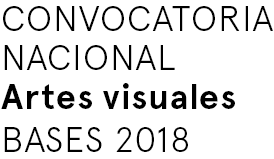 CONVOCATORIA
NACIONAL
Artes visuales
BASES 2018